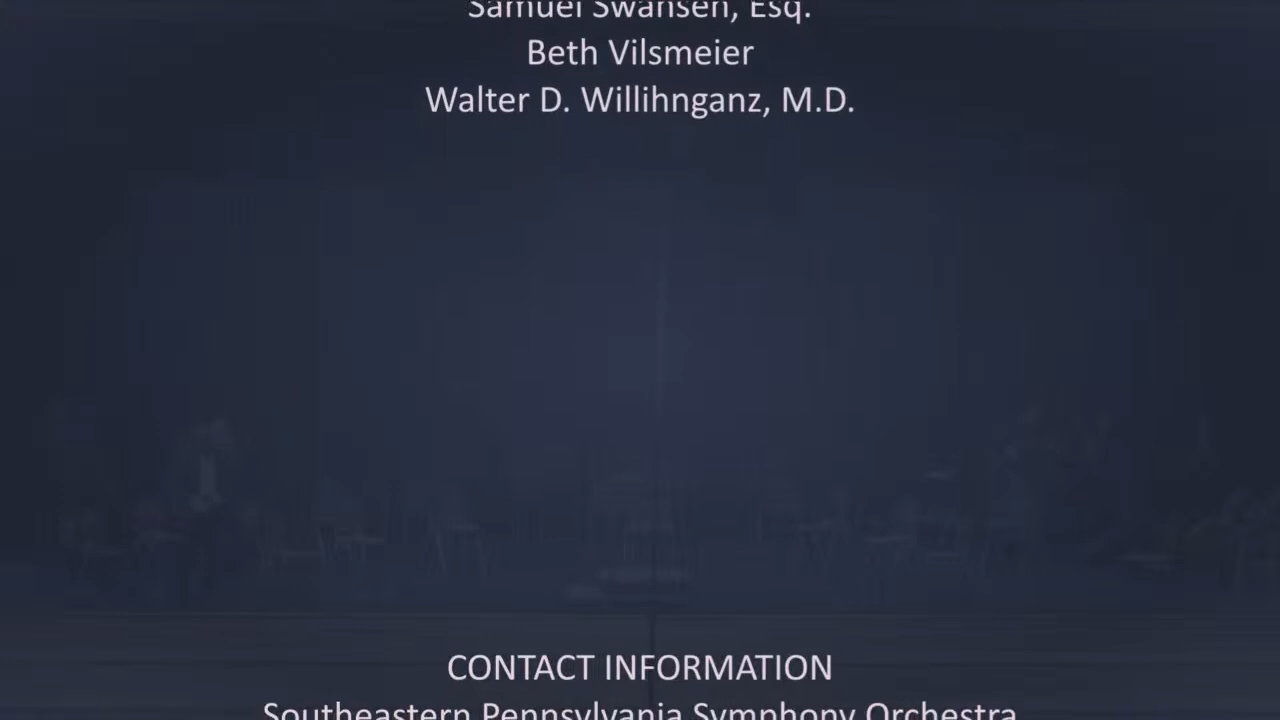 Samuel Swansen, Esq.
Beth Vilsmeier
Walter D. Willihnganz, M.D.
CONTACT INFORMATION
Southeastern Pennsylvania Symphony Orchestra